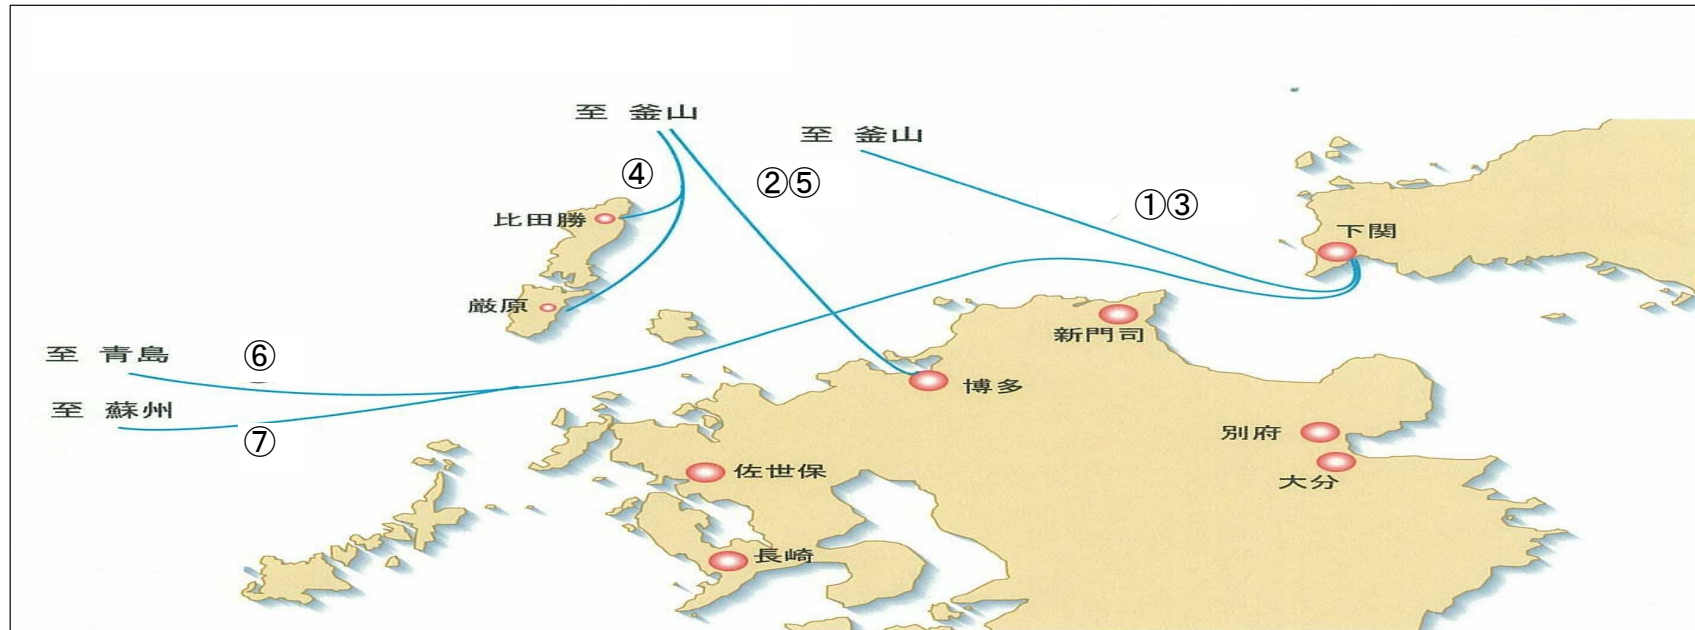 至 釜山
至 釜山
④
②⑤
①③
比田勝
下関
厳原
新門司
至 青島
⑥
博多
至 蘇州
⑦
別府
佐世保
大分
長崎